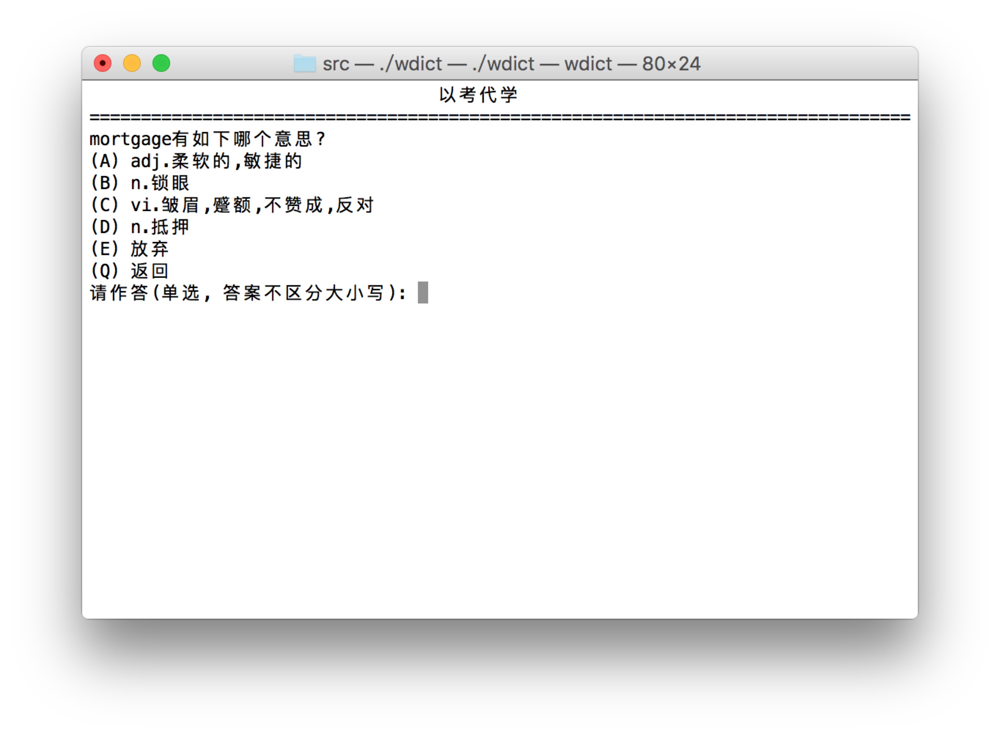 src — ./wdict — ./wdict — wdict — 80×24
以考代学
================================================================================
mortgage有如下哪个意思?
(A) adj.柔软的,敏捷的
(B) n.锁眼
(C) vi.皱眉,蹙额,不赞成,反对
(D) n.抵押
(E) 放弃
(Q) 返回
请作答(单选, 答案不区分大小写):